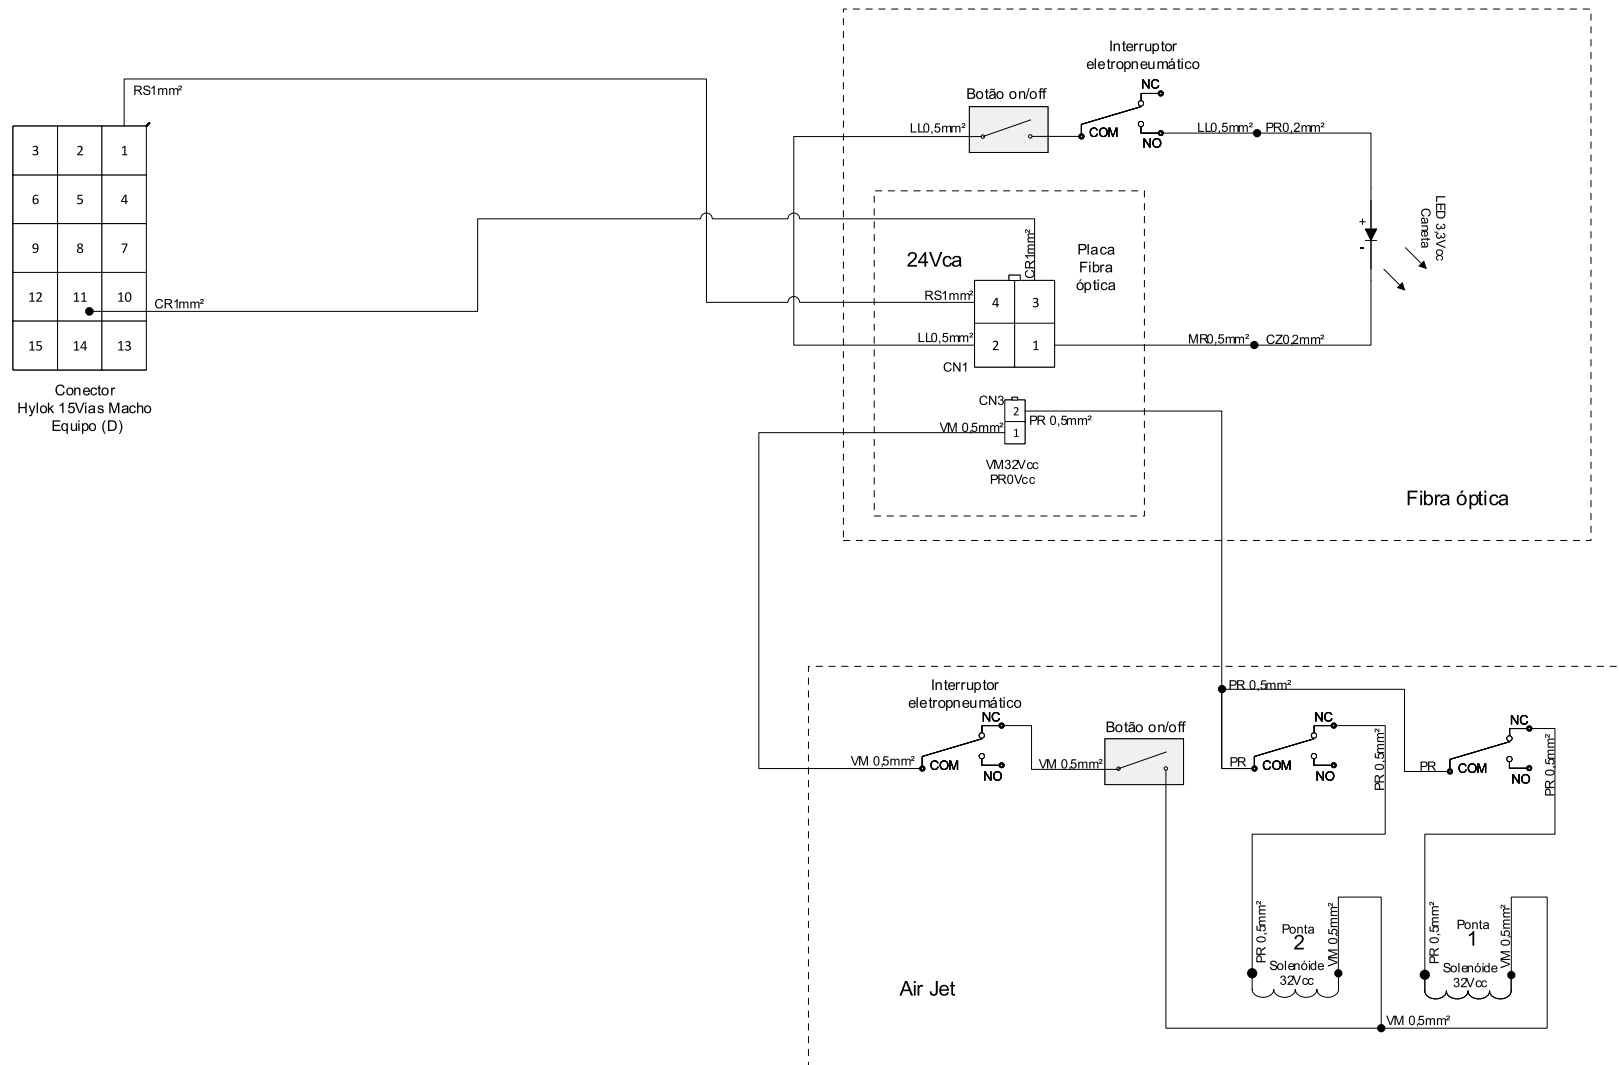 RS1mm²
3 2 1
6 5 4
9 8 7
12 11 10
CR1mm²
15 14 13
Conector
Hylok 15Vias Macho
Equipo (D)
Interruptor
eletropneumático
NC
COM
NO
Botão on/off
LL0,5mm²
LL0,5mm²
PR0,2mm²
+
-
LED 3,3Vcc
Caneta
24Vca
CR1mm²
Placa
Fibra
óptica
RS1mm²
4 3
LL0,5mm²
2 1
CN1
MR0,5mm²
CZ0,2mm²
CN3
2
PR 0,5mm²
VM 0,5mm²
1
VM32Vcc
PR0Vcc
Fibra óptica
Interruptor
eletropneumático
NC
VM 0,5mm²
COM
NO
Botão on/off
VM 0,5mm²
PR 0,5mm²
NC
PR
COM
NO
PR 0,5mm²
NC
PR
COM
NO
PR 0,5mm²
PR 0,5mm²
Ponta
2
Solenóide
32Vcc
VM 0,5mm²
PR 0,5mm²
Ponta
1
Solenóide
32Vcc
VM 0,5mm²
VM 0,5mm²
Air Jet